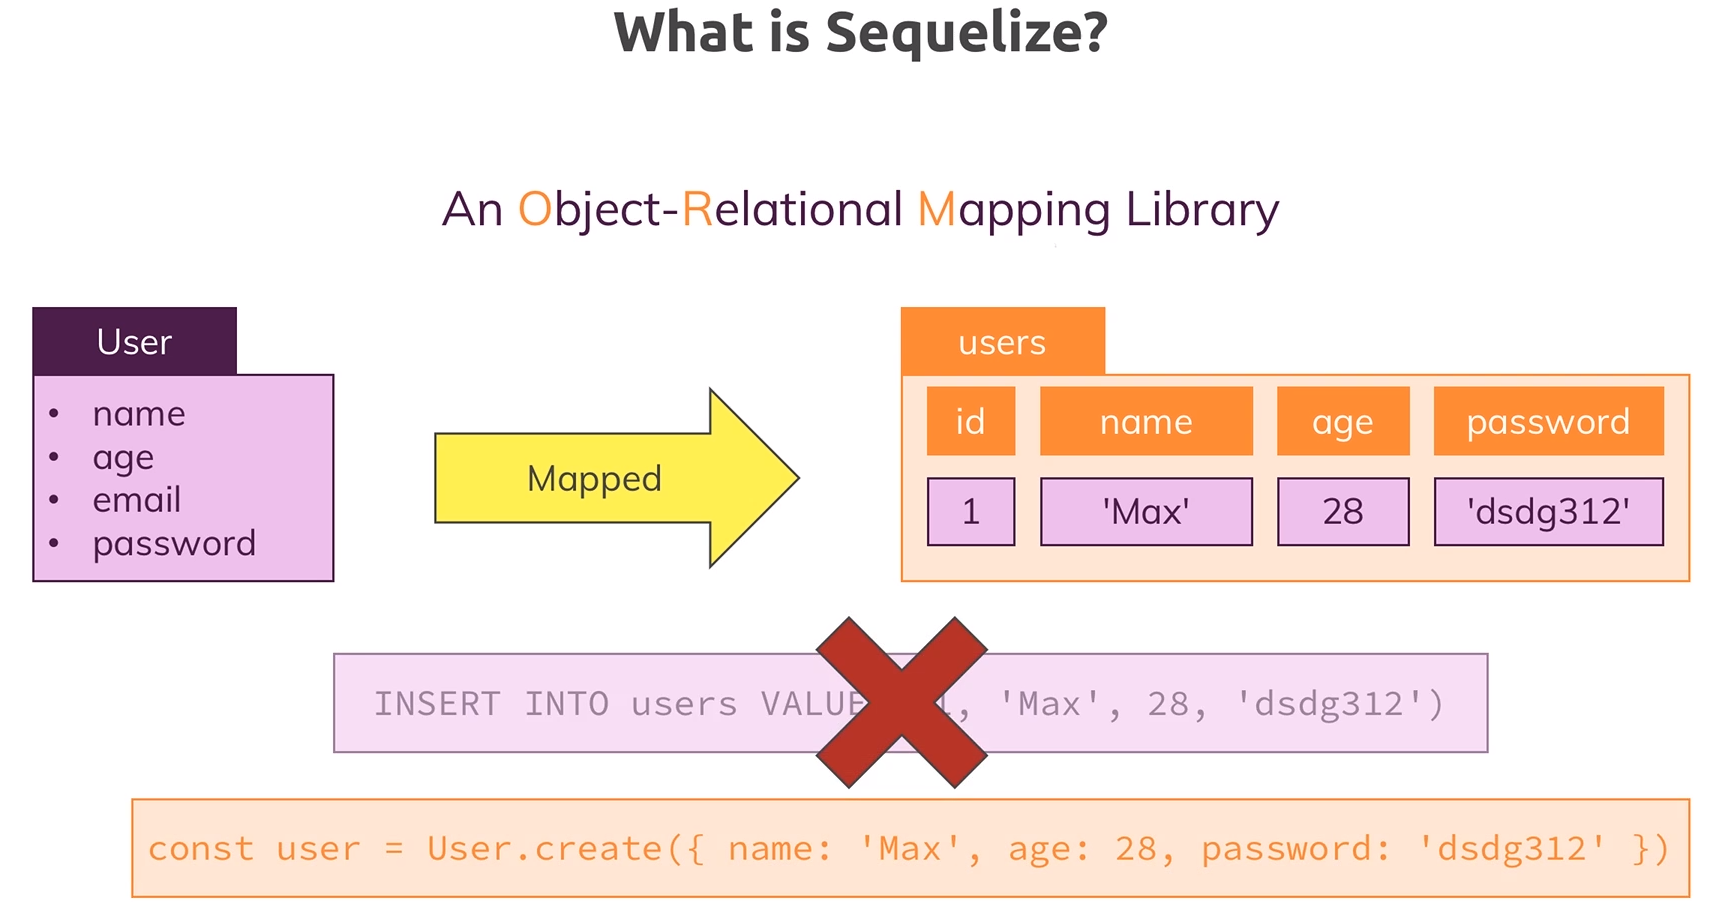 What is Sequelize?
An Object-Relational Mapping Library
User
• name
• age
• email
• password
Mapped
users
id name age password
1 'Max' 28 'dsdg312'
INSERT INTO users VALUE , 'Max', 28, 'dsdg312')
const user = User.create({ name: 'Max', age: 28, password: 'dsdg312' })